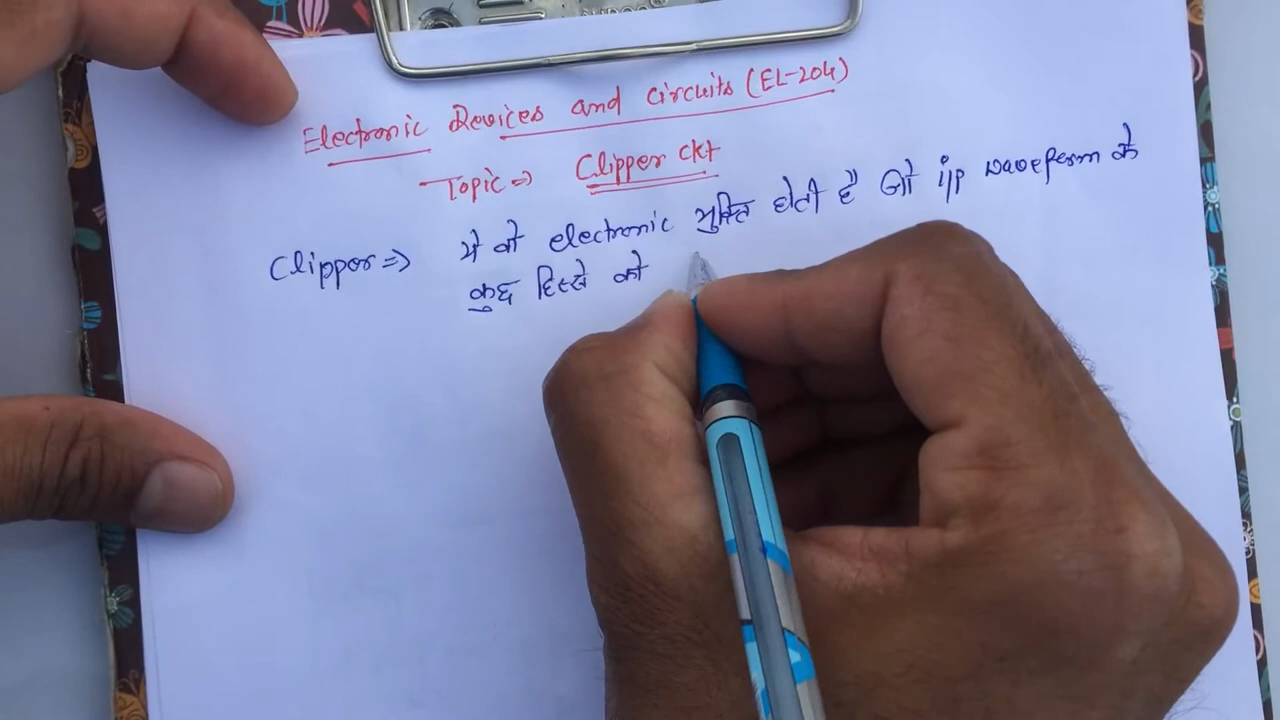 Electronic Devices and Circuits (EL-204)
Topic => Clipper ckt
Clipper => ये वो electronic युक्ति होती है जो i/p waveform के
कुछ हिस्से को